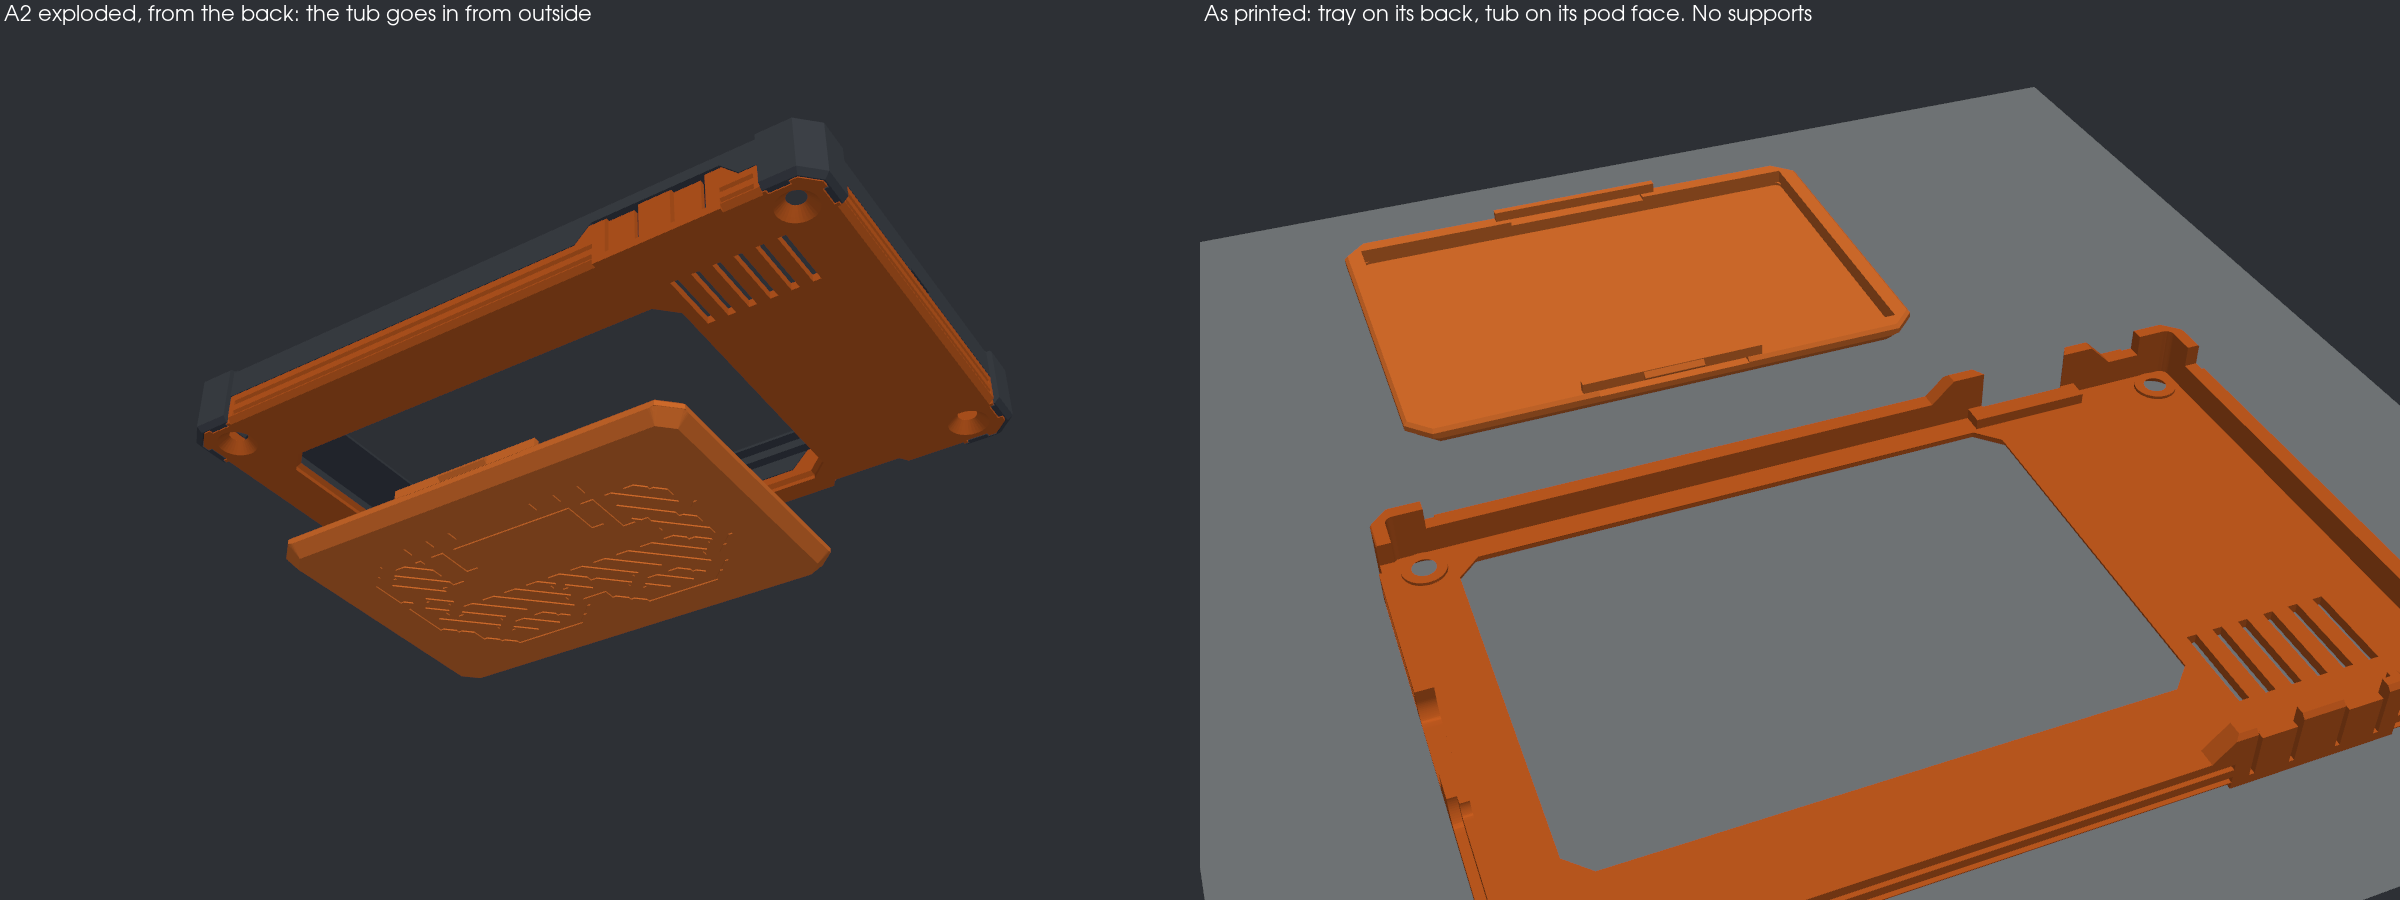 A2 exploded, from the back: the tub goes in from outside
As printed: tray on its back, tub on its pod face. No supports